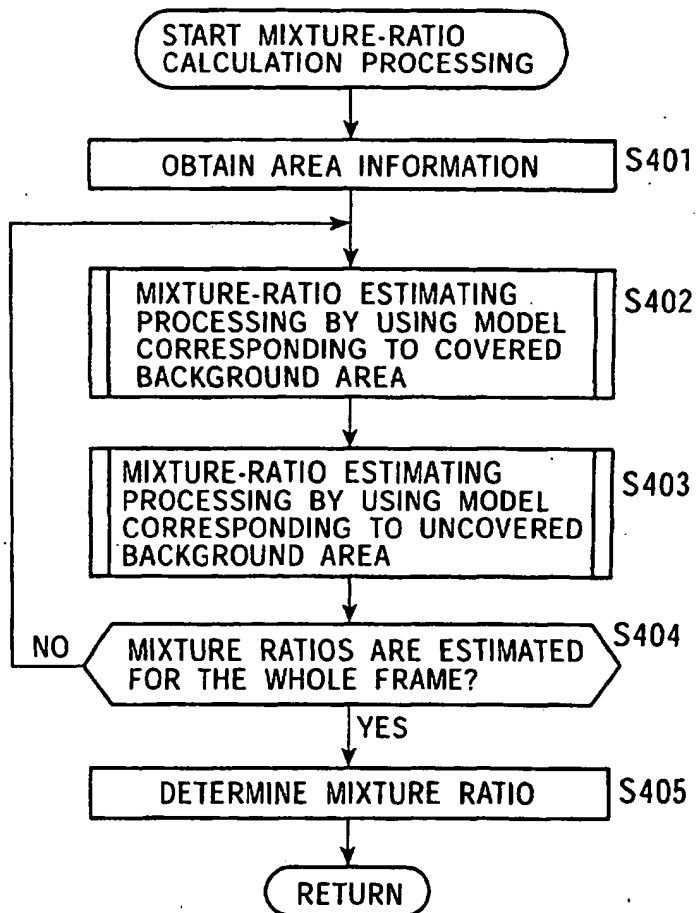 START MIXTURE-RATIO
CALCULATION PROCESSING
OBTAIN AREA INFORMATION
S401
MIXTURE-RATIO ESTIMATING
PROCESSING BY USING MODEL
CORRESPONDING TO COVERED
BACKGROUND AREA
S402
MIXTURE-RATIO ESTIMATING
PROCESSING BY USING MODEL
CORRESPONDING TO UNCOVERED
BACKGROUND AREA
S403
MIXTURE RATIOS ARE ESTIMATED
FOR THE WHOLE FRAME?
S404
NO
YES
DETERMINE MIXTURE RATIO
S405
RETURN